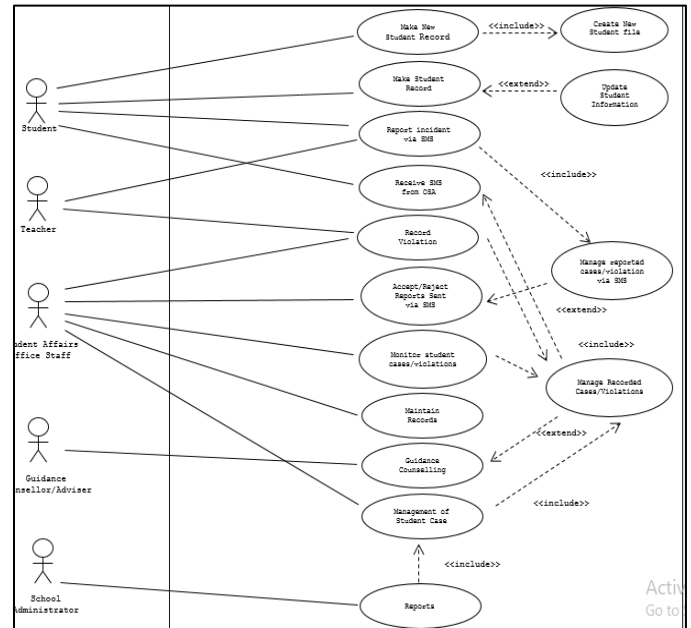 Make New
Student Record
<<include>>
Create New
Student file
Make Student
Record
<<extend>>
Update
Student
Information
Student
Report incident
via SMS
<<include>>
Receive SMS
from OSA
Teacher
Record
Violation
Manage reported
cases/violation
via SMS
Accept/Reject
Reports Sent
via SMS
<<extend>>
udent Affairs
ffice Staff
Monitor student
cases/violations
<<include>>
Manage Recorded
Cases/Violations
Maintain
Records
<<extend>>
Guidance
Counselling
Guidance
nsellor/Adviser
Management of
Student Case
<<include>>
<<include>>
School
Administrator
Reports
Activ
Go to